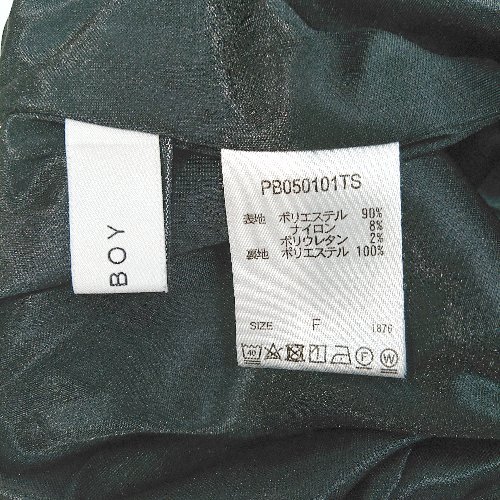 BOY
PB050101TS
表地 ポリエステル 90%
ナイロン 8%
ポリウレタン 2%
裏地 ポリエステル 100%
SIZE F 1876
40 F W